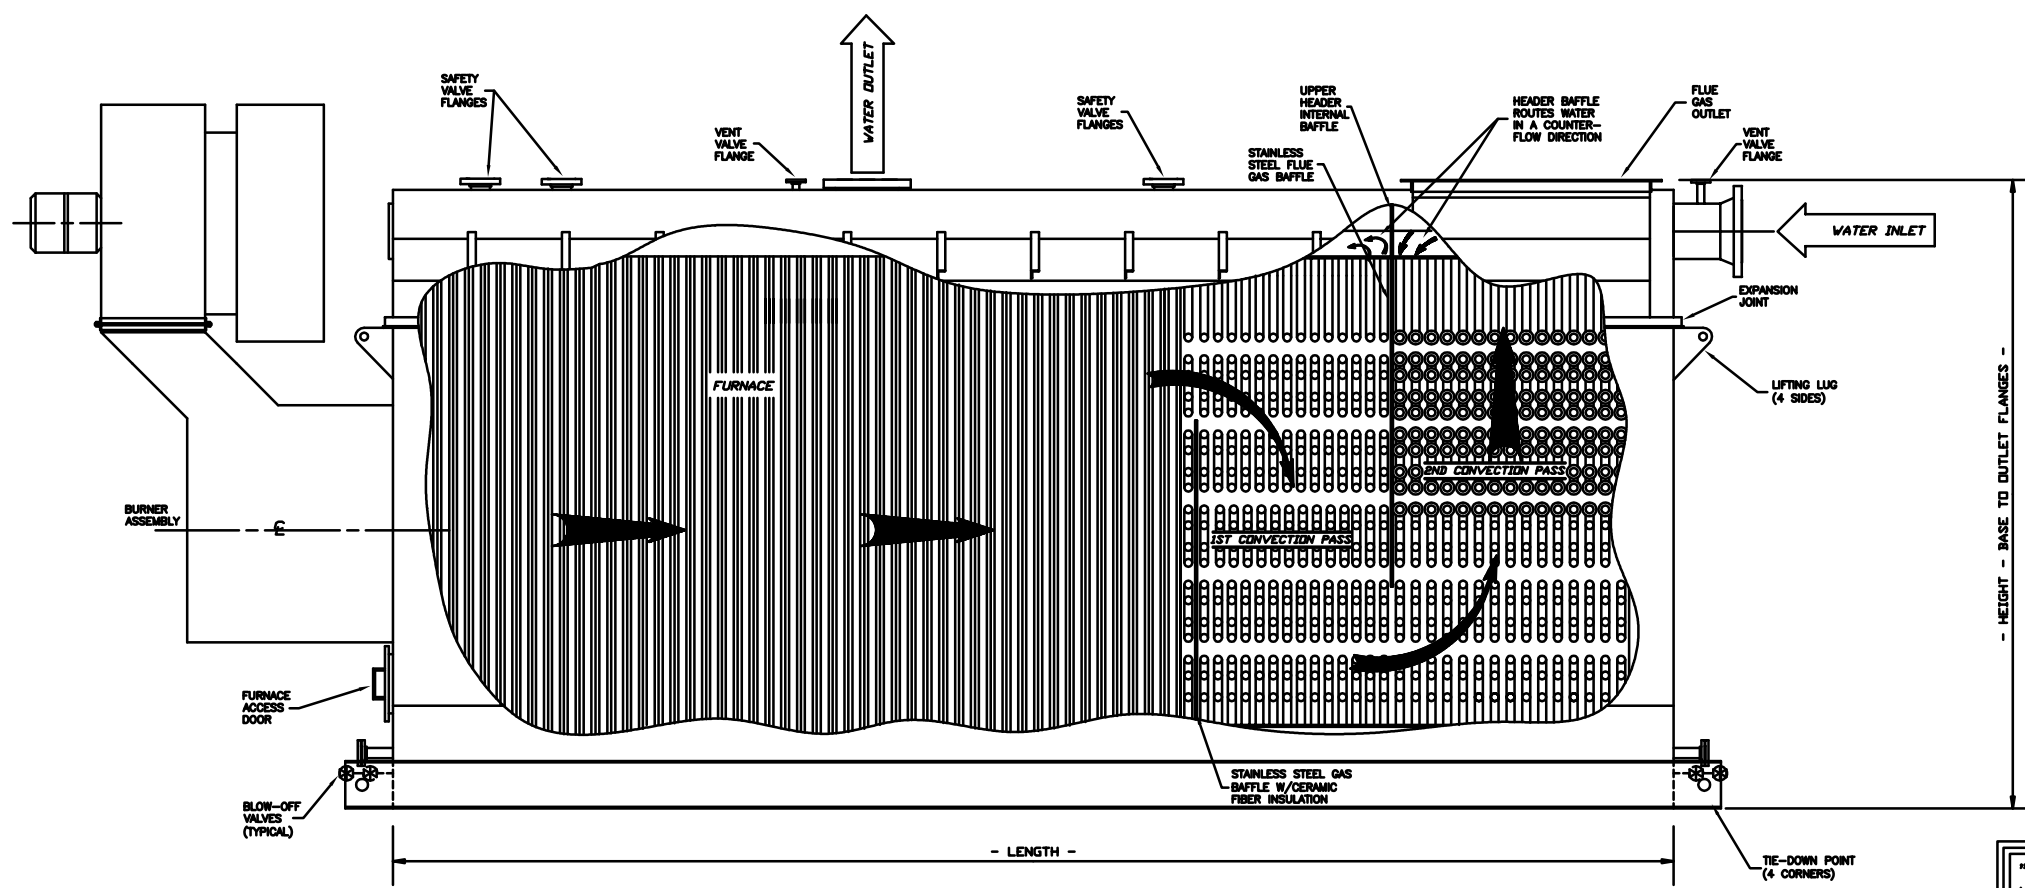 WATER OUTLET
SAFETY
VALVE
FLANGES
VENT
VALVE
FLANGE
SAFETY
VALVE
FLANGES
UPPER
HEADER
INTERNAL
BAFFLE
STAINLESS
STEEL FLUE
GAS BAFFLE
HEADER BAFFLE
ROUTES WATER
IN A COUNTER-
FLOW DIRECTION
FLUE
GAS
OUTLET
VENT
VALVE
FLANGE
WATER INLET
EXPANSION
JOINT
LIFTING LUG
(4 SIDES)
FURNACE
2ND CONVECTION PASS
1ST CONVECTION PASS
BURNER
ASSEMBLY
FURNACE
ACCESS
DOOR
BLOW-OFF
VALVES
(TYPICAL)
STAINLESS STEEL GAS
BAFFLE W/CERAMIC
FIBER INSULATION
- LENGTH -
TIE-DOWN POINT
(4 CORNERS)
- HEIGHT - BASE TO OUTLET FLANGES -